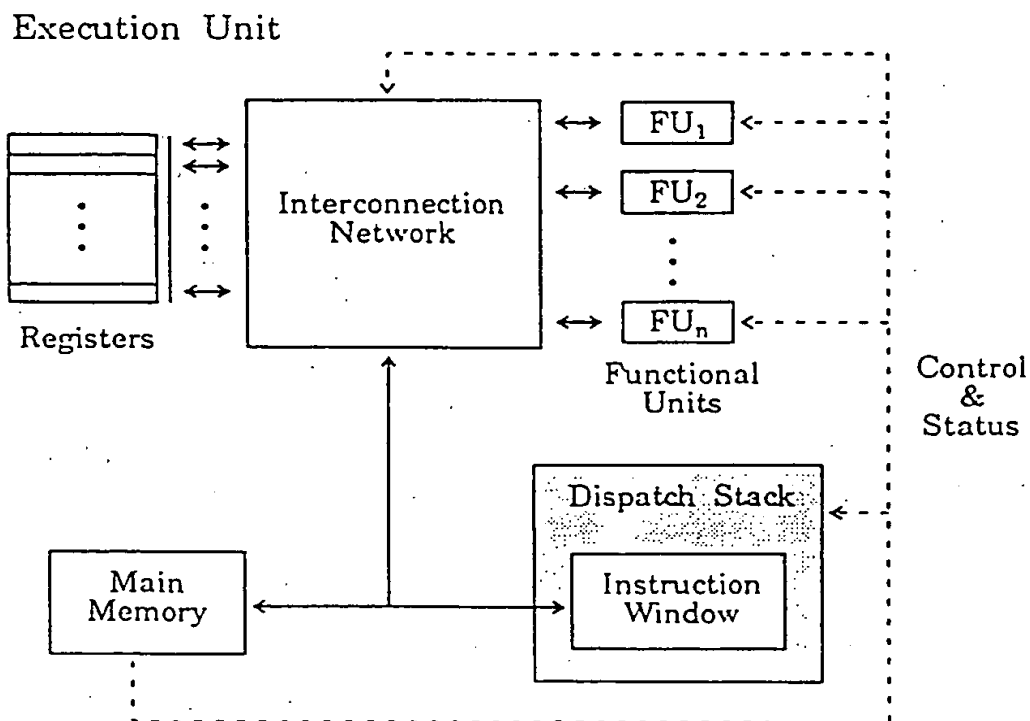 Execution Unit
Registers
Interconnection
Network
FU₁
FU₂
FUₙ
Functional
Units
Control
&
Status
Dispatch Stack
Instruction
Window
Main
Memory